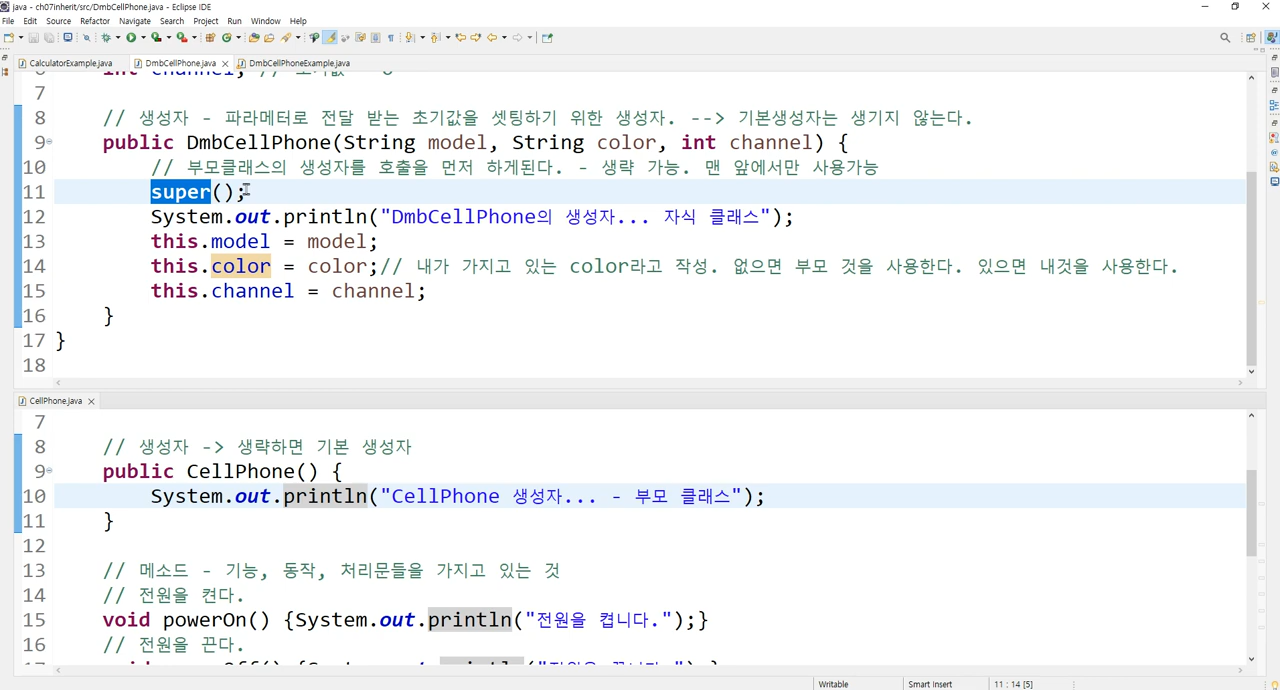 java - ch07inherit/src/DmbCellPhone.java - Eclipse IDE
File Edit Source Refactor Navigate Search Project Run Window Help
CalculatorExample.java DmbCellPhone.java DmbCellPhoneExample.java
7
8 // 생성자 - 파라메터로 전달 받는 초기값을 셋팅하기 위한 생성자. --> 기본생성자는 생기지 않는다.
9 public DmbCellPhone(String model, String color, int channel) {
10 // 부모클래스의 생성자를 호출을 먼저 하게된다. - 생략 가능. 맨 앞에서만 사용가능
11 super();
12 System.out.println("DmbCellPhone의 생성자... 자식 클래스");
13 this.model = model;
14 this.color = color;// 내가 가지고 있는 color라고 작성. 없으면 부모 것을 사용한다. 있으면 내것을 사용한다.
15 this.channel = channel;
16 }
17 }
18
CellPhone.java
7
8 // 생성자 -> 생략하면 기본 생성자
9 public CellPhone() {
10 System.out.println("CellPhone 생성자... - 부모 클래스");
11 }
12
13 // 메소드 - 기능, 동작, 처리문들을 가지고 있는 것
14 // 전원을 켠다.
15 void powerOn() {System.out.println("전원을 켭니다.");}
16 // 전원을 끈다.
Writable Smart Insert 11 : 14 [5]